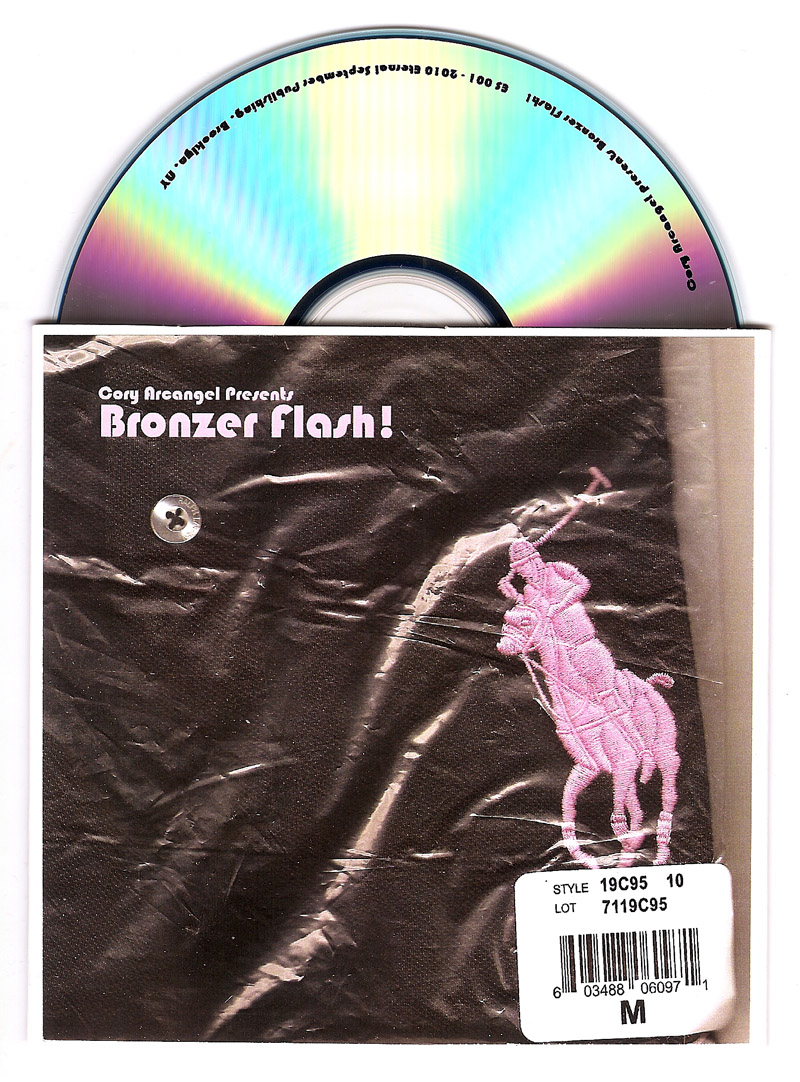 Cory Arcangel presents Bronzer Flash!
ES 001 - 2010 Eternal September Publishing, Brooklyn, NY
Cory Arcangel Presents
Bronzer Flash!
STYLE 19C95 10
LOT 7119C95
6 03488 06097 1
M